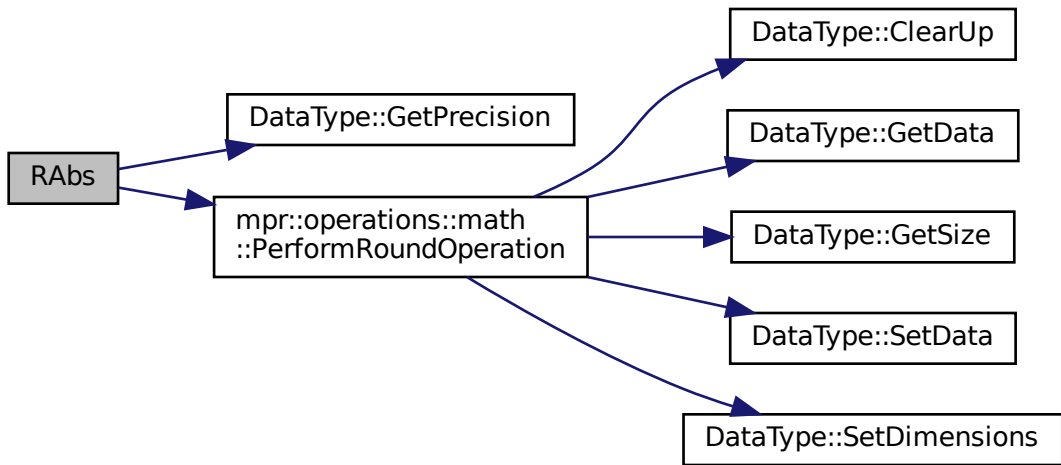 RAbs
DataType::GetPrecision
mpr::operations::math
::PerformRoundOperation
DataType::ClearUp
DataType::GetData
DataType::GetSize
DataType::SetData
DataType::SetDimensions